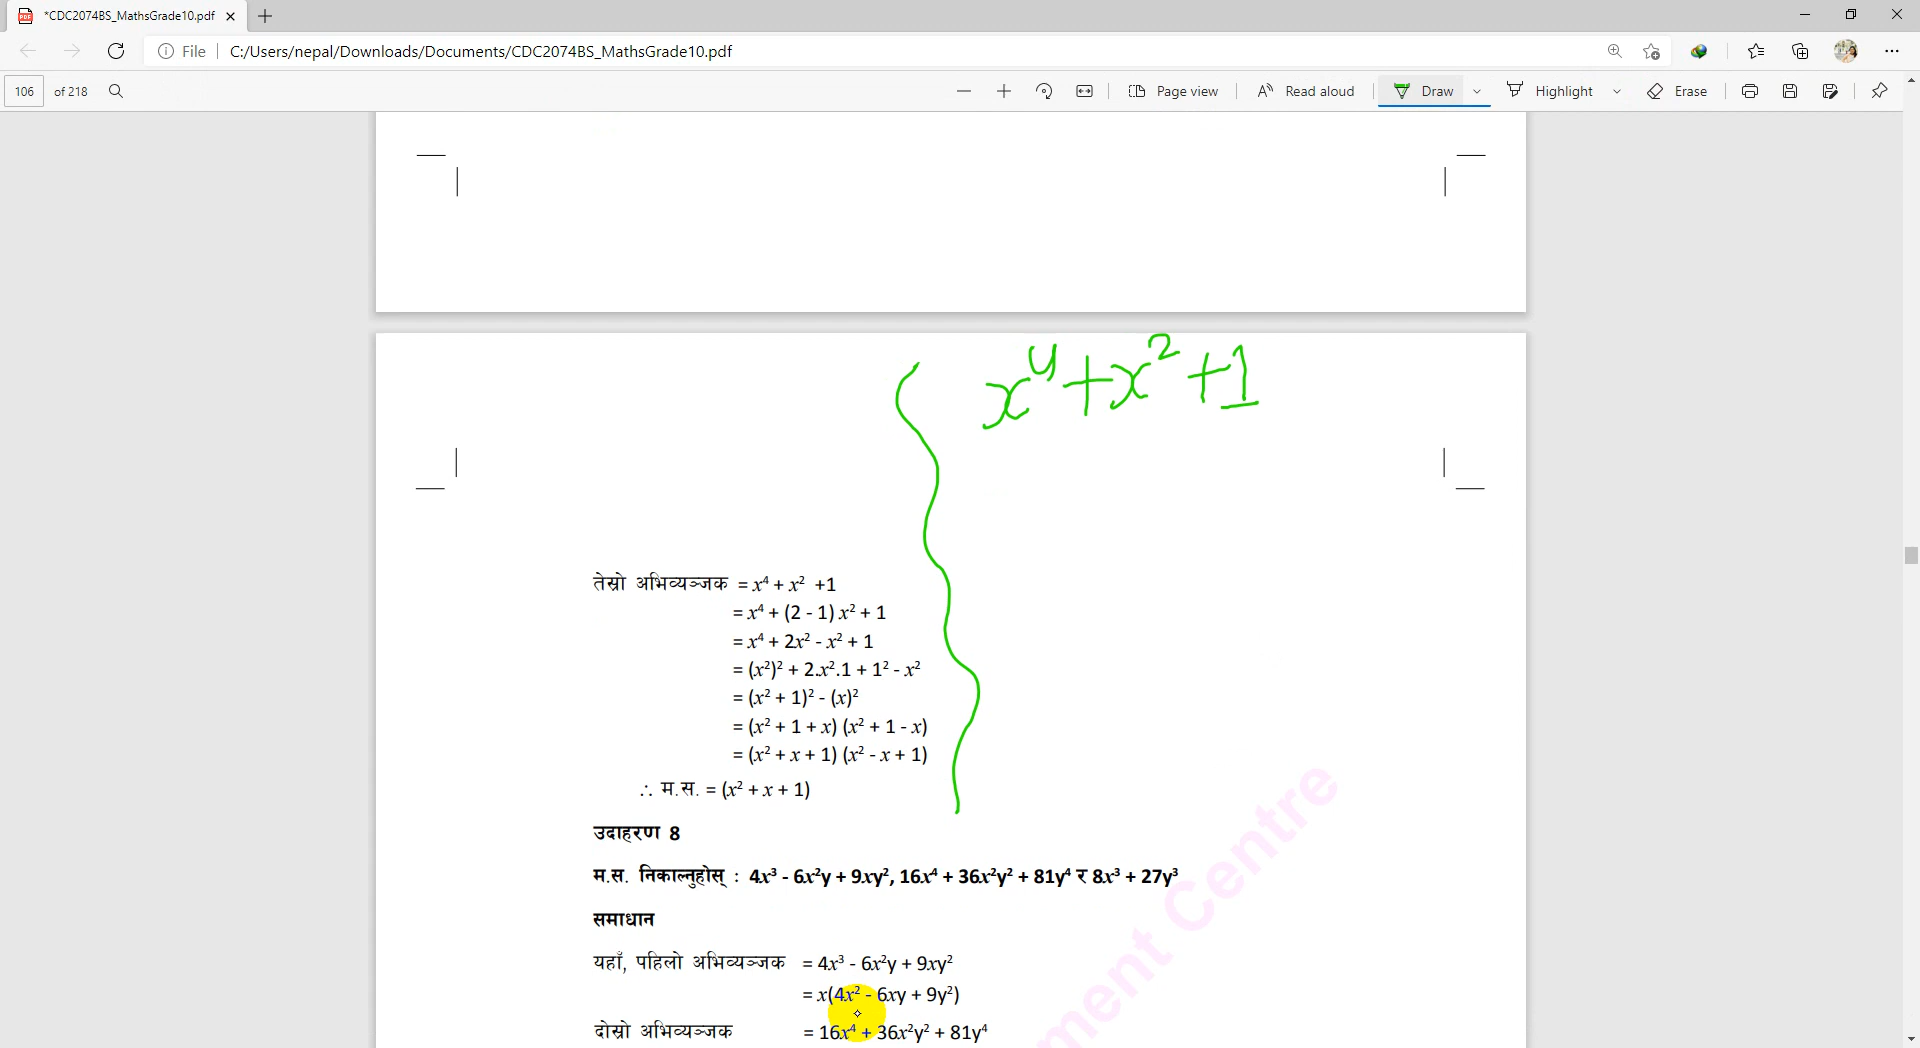 *CDC2074BS_MathsGrade10.pdf
File C:/Users/nepal/Downloads/Documents/CDC2074BS_MathsGrade10.pdf
106 of 218 Page view Read aloud Draw Highlight Erase
x⁴+x²+1
तेस्रो अभिव्यञ्जक = x⁴ + x² +1
= x⁴ + (2 - 1) x² + 1
= x⁴ + 2x² - x² + 1
= (x²)² + 2.x².1 + 1² - x²
= (x² + 1)² - (x)²
= (x² + 1 + x) (x² + 1 - x)
= (x² + x + 1) (x² - x + 1)
∴ म.स. = (x² + x + 1)
उदाहरण 8
म.स. निकाल्नुहोस् : 4x³ - 6x²y + 9xy², 16x⁴ + 36x²y² + 81y⁴ र 8x³ + 27y³
समाधान
यहाँ, पहिलो अभिव्यञ्जक = 4x³ - 6x²y + 9xy²
= x(4x² - 6xy + 9y²)
दोस्रो अभिव्यञ्जक = 16x⁴ + 36x²y² + 81y⁴
ment Centre